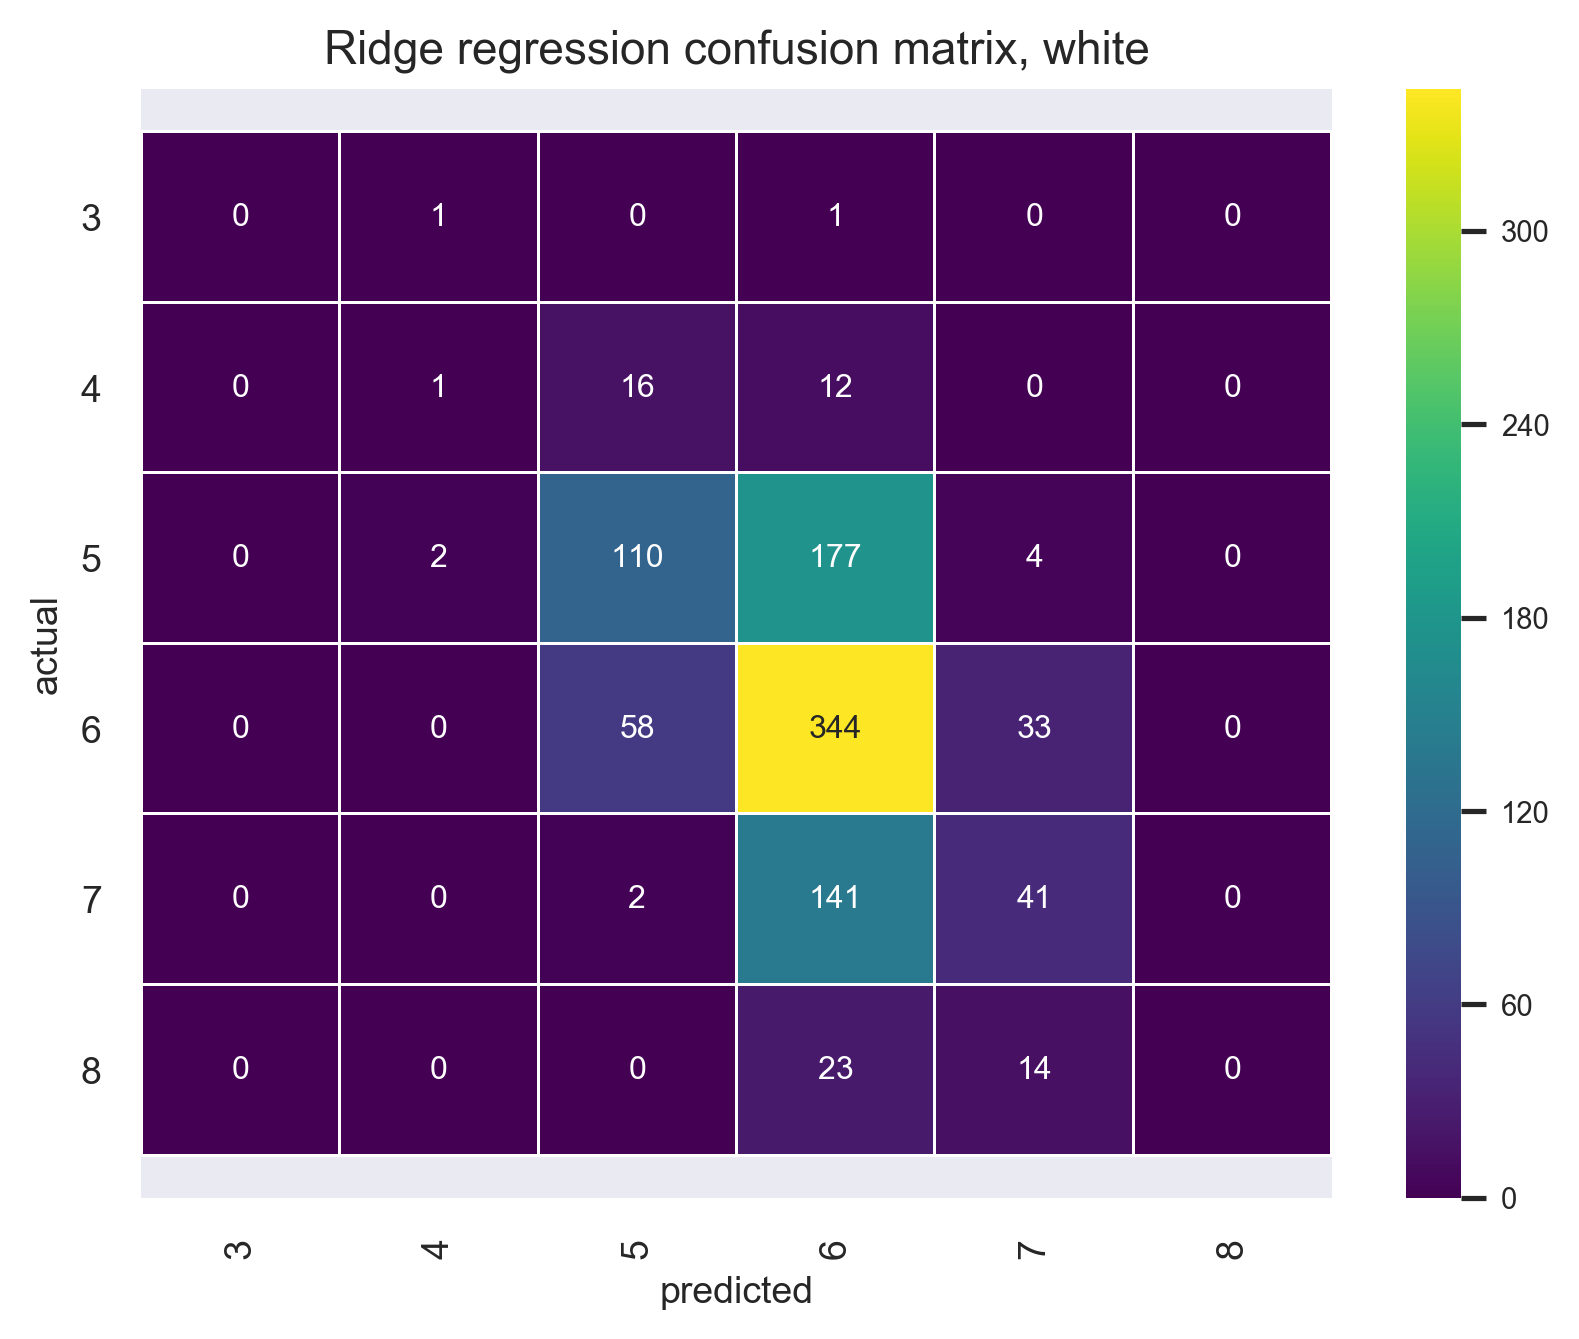 Ridge regression confusion matrix, white
actual
3 0 1 0 1 0 0
4 0 1 16 12 0 0
5 0 2 110 177 4 0
6 0 0 58 344 33 0
7 0 0 2 141 41 0
8 0 0 0 23 14 0
3 4 5 6 7 8
predicted
300
240
180
120
60
0